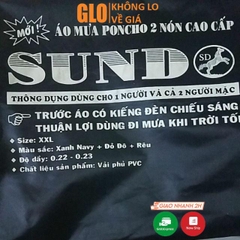 GLO KHÔNG LO VỀ GIÁ
MỚI! ÁO MƯA PONCHO 2 NÓN CAO CẤP
SUNDO
SD
THÔNG DỤNG DÙNG CHO 1 NGƯỜI VÀ CẢ 2 NGƯỜI MẶC
TRƯỚC ÁO CÓ KIẾNG ĐÈN CHIẾU SÁNG
THUẬN LỢI DÙNG ĐI MƯA KHI TRỜI TỐI
+ Size: XXL
+ Màu sắc: Xanh Navy + Đỏ Đô + Rêu
+ Độ dầy: 0.22 - 0.23
+ Chất liệu sản phẩm: Vải phủ PVC
GIAO NHANH 2H